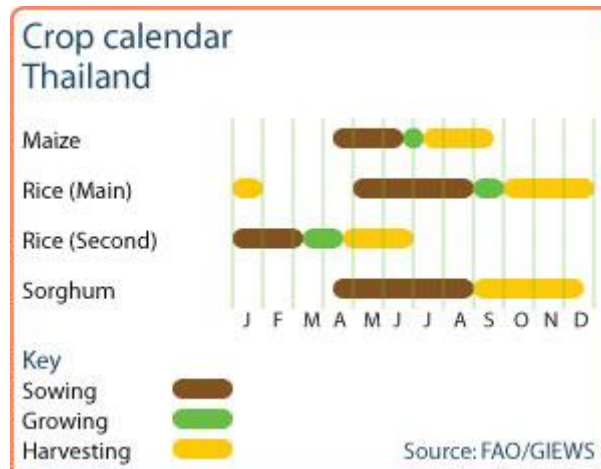 Crop calendar
Thailand
Maize
Rice (Main)
Rice (Second)
Sorghum
J F M A M J J A S O N D
Key
Sowing
Growing
Harvesting
Source: FAO/GIEWS